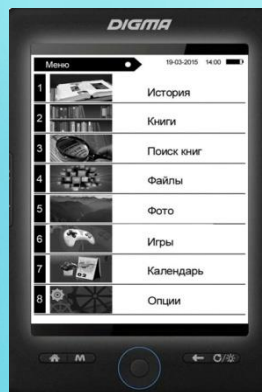 DIGMA
Меню 19-03-2015 14:00
1 История
2 Книги
3 Поиск книг
4 Файлы
5 Фото
6 Игры
7 Календарь
8 Опции
M